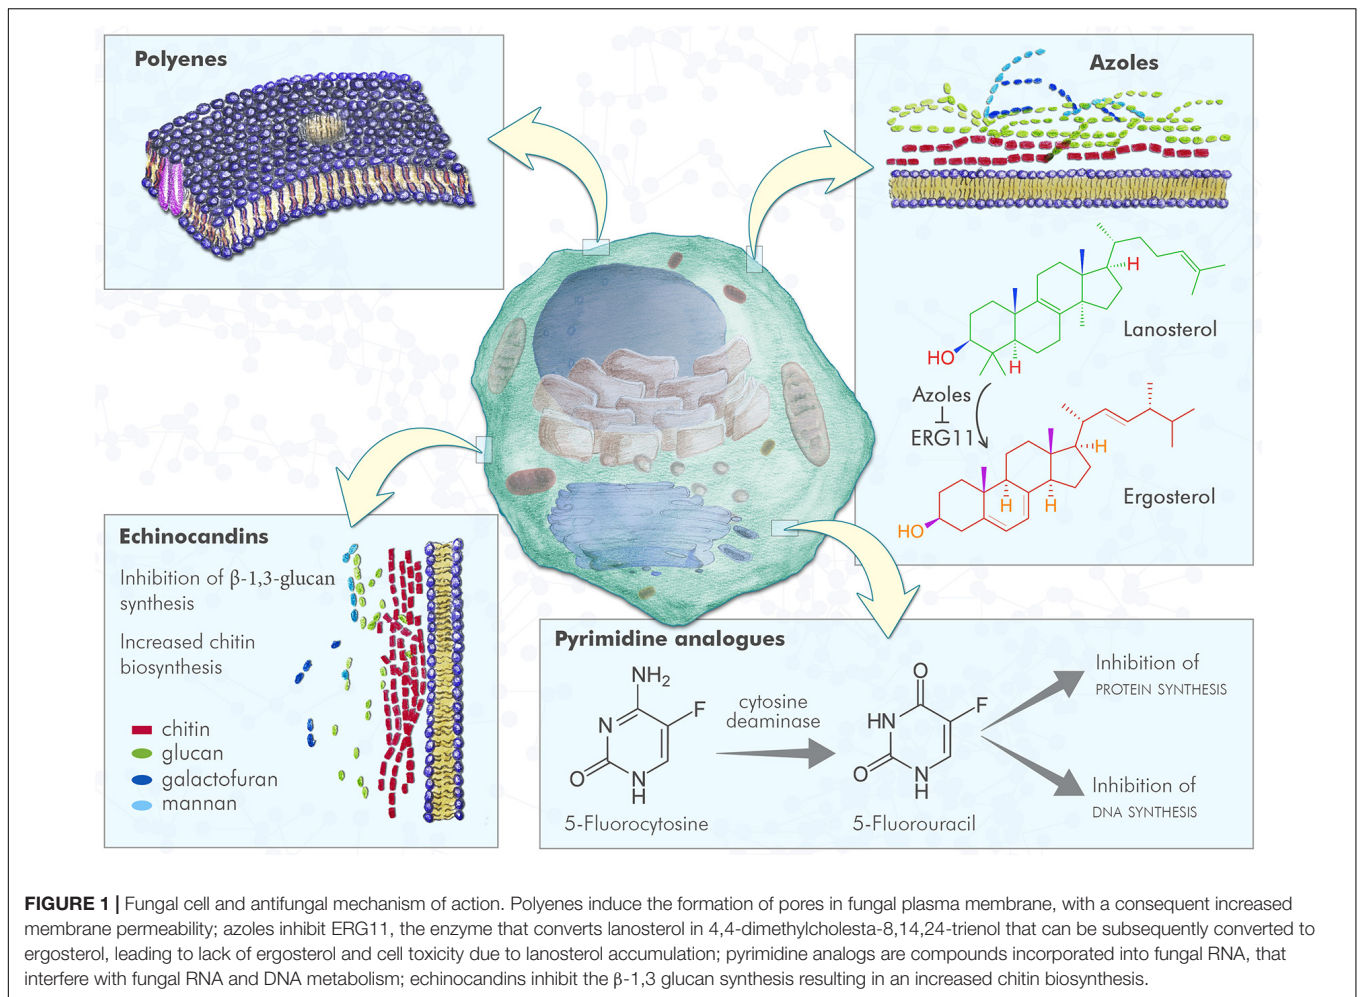 Polyenes
Azoles
Lanosterol
HO
H
H
Azoles
ERG11
Ergosterol
HO
H
H
H
Echinocandins
Inhibition of β-1,3-glucan
synthesis
Increased chitin
biosynthesis
chitin
glucan
galactofuran
mannan
Pyrimidine analogues
NH₂
F
N
O
N
H
5-Fluorocytosine
cytosine
deaminase
O
F
HN
O
N
H
5-Fluorouracil
Inhibition of
PROTEIN SYNTHESIS
Inhibition of
DNA SYNTHESIS
FIGURE 1 | Fungal cell and antifungal mechanism of action. Polyenes induce the formation of pores in fungal plasma membrane, with a consequent increased
membrane permeability; azoles inhibit ERG11, the enzyme that converts lanosterol in 4,4-dimethylcholesta-8,14,24-trienol that can be subsequently converted to
ergosterol, leading to lack of ergosterol and cell toxicity due to lanosterol accumulation; pyrimidine analogs are compounds incorporated into fungal RNA, that
interfere with fungal RNA and DNA metabolism; echinocandins inhibit the β-1,3 glucan synthesis resulting in an increased chitin biosynthesis.